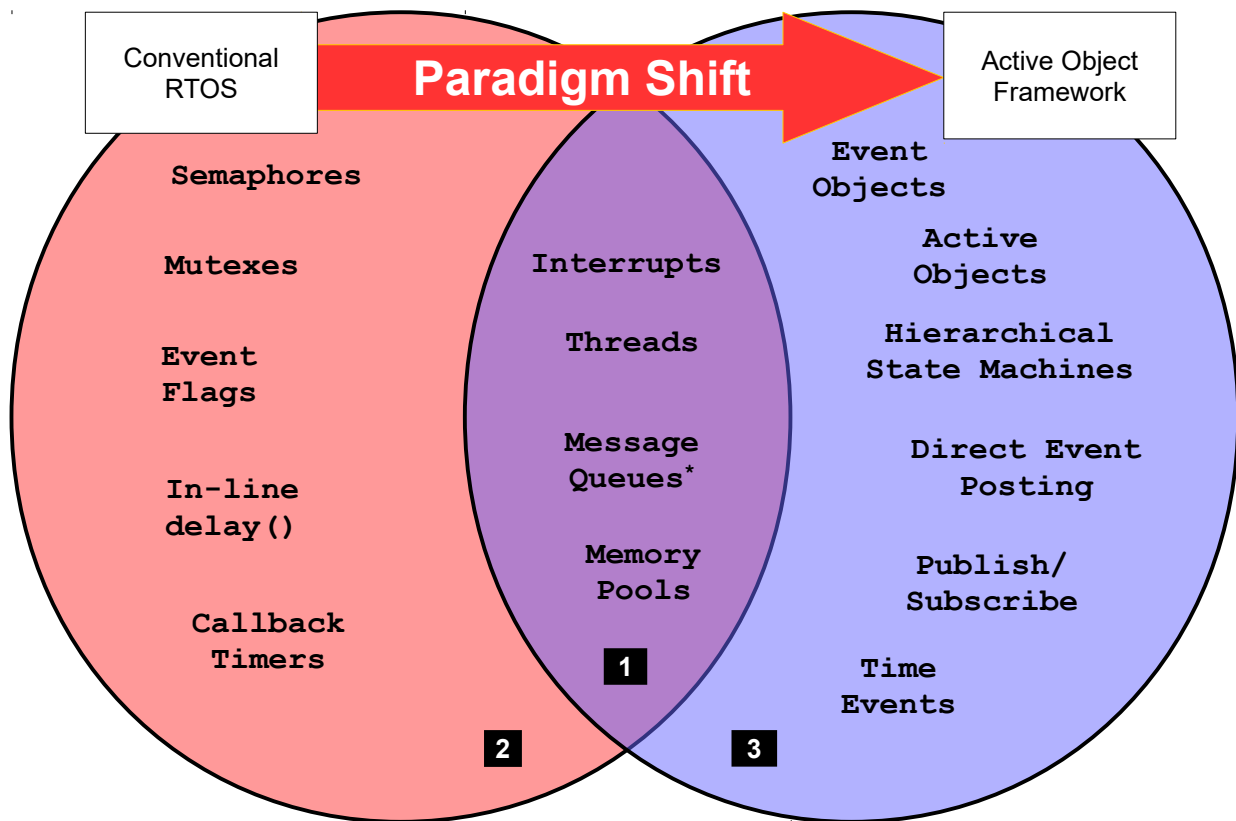 Conventional
RTOS
Paradigm Shift
Active Object
Framework
Semaphores
Mutexes
Event
Flags
In-line
delay()
Callback
Timers
2
Interrupts
Threads
Message
Queues*
Memory
Pools
1
Event
Objects
Active
Objects
Hierarchical
State Machines
Direct Event
Posting
Publish/
Subscribe
Time
Events
3